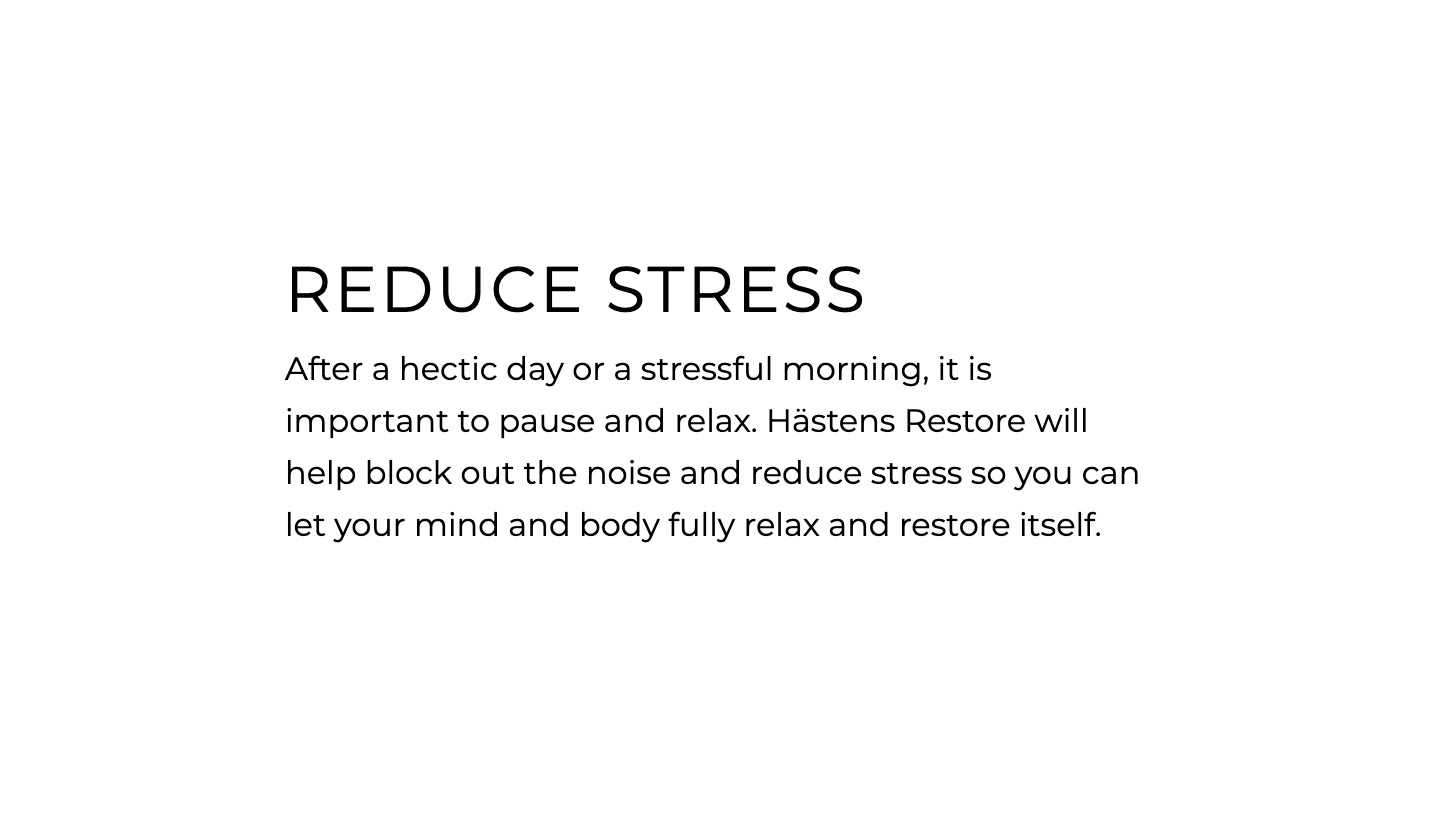 REDUCE STRESS
After a hectic day or a stressful morning, it is
important to pause and relax. Hästens Restore will
help block out the noise and reduce stress so you can
let your mind and body fully relax and restore itself.